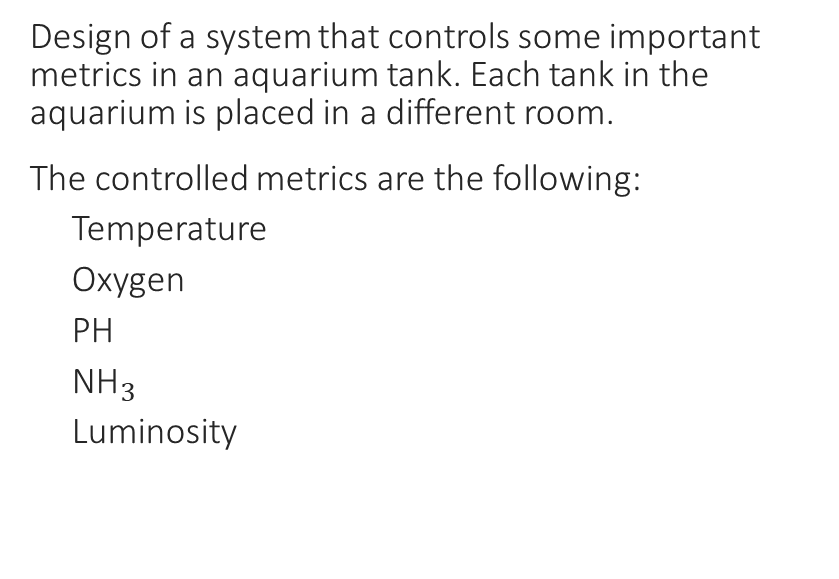 Design of a system that controls some important
metrics in an aquarium tank. Each tank in the
aquarium is placed in a different room.
The controlled metrics are the following:
Temperature
Oxygen
PH
NH₃
Luminosity